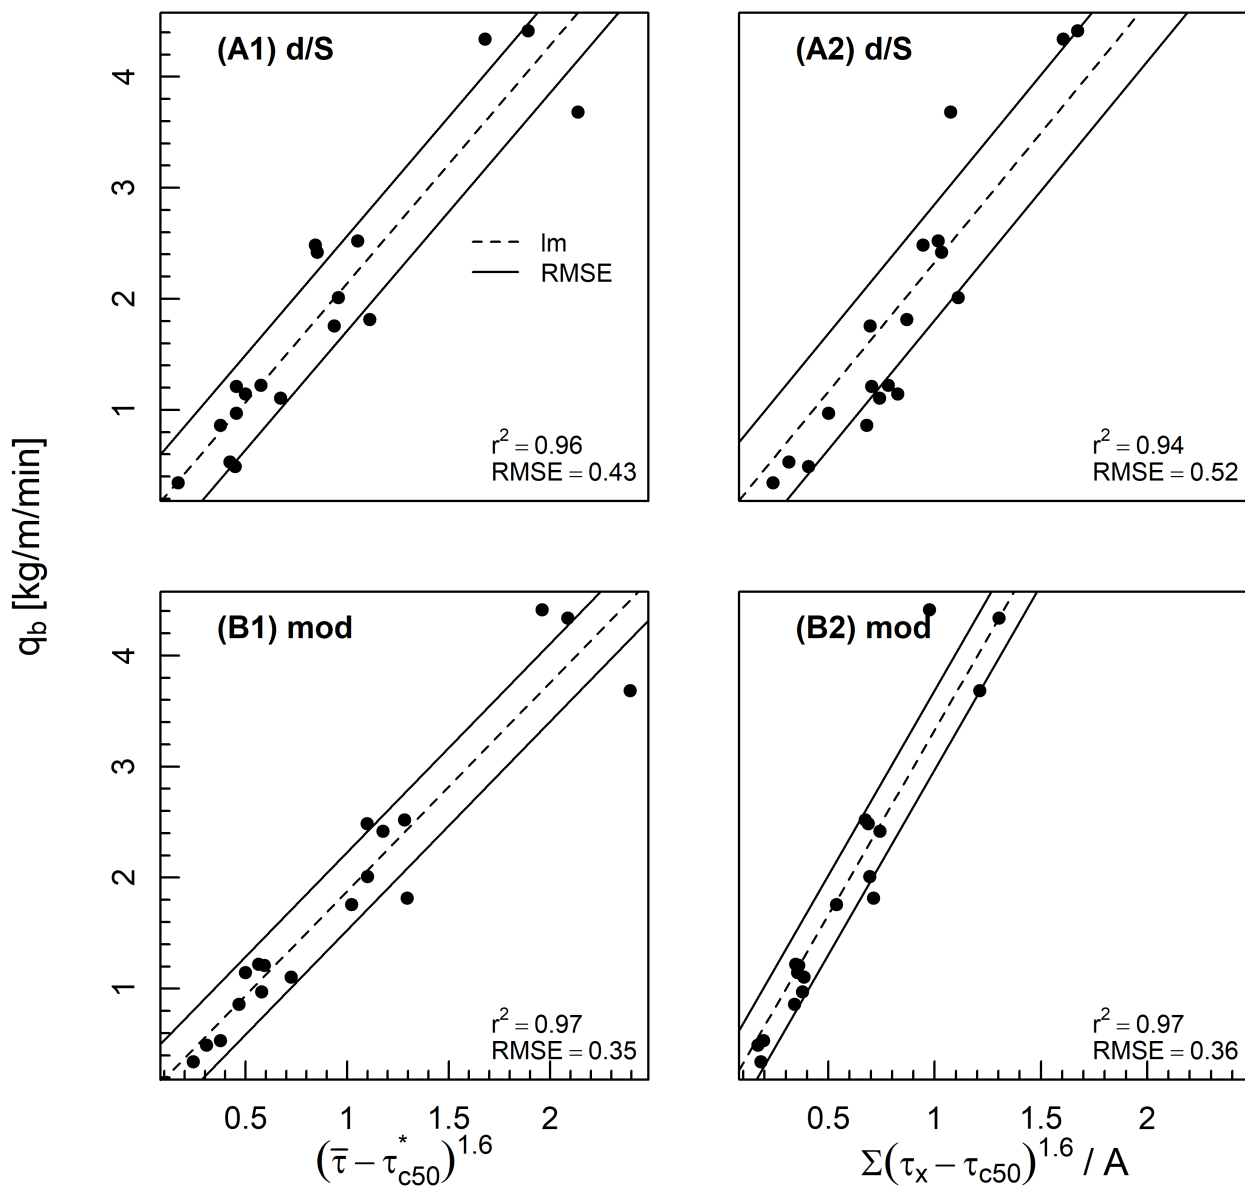 (A1) d/S
(A2) d/S
4
3
2
1
lm
RMSE
r² = 0.96
RMSE = 0.43
r² = 0.94
RMSE = 0.52
q_b [kg/m/min]
(B1) mod
(B2) mod
4
3
2
1
r² = 0.97
RMSE = 0.35
r² = 0.97
RMSE = 0.36
0.5 1 1.5 2
0.5 1 1.5 2
(τ̅ − τ*_c50)^1.6
Σ(τ_x − τ_c50)^1.6 / A